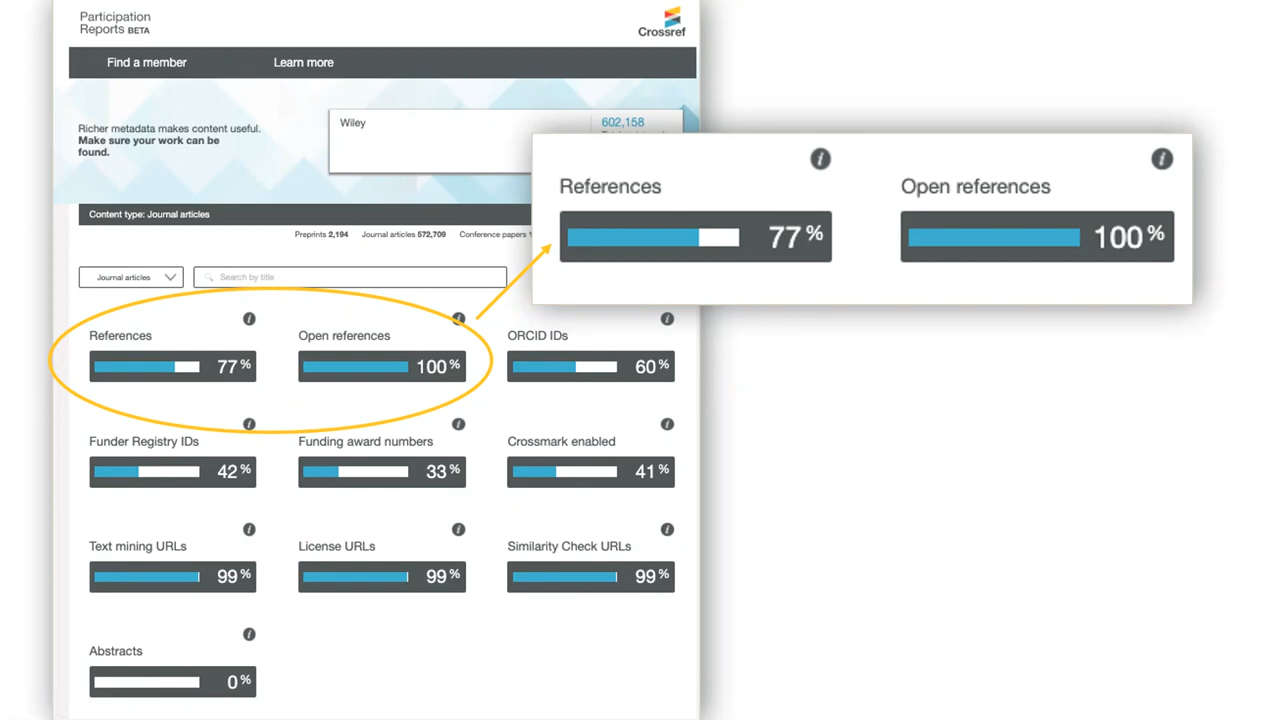 Participation
Reports BETA
Crossref
Find a member
Learn more
Richer metadata makes content useful.
Make sure your work can be
found.
Wiley
602,158
Content type: Journal articles
Preprints 2,194
Journal articles 572,709
Conference papers
Journal articles
Search by title
References
77%
Open references
100%
References
Open references
ORCID IDs
77%
100%
60%
Funder Registry IDs
Funding award numbers
Crossmark enabled
42%
33%
41%
Text mining URLs
License URLs
Similarity Check URLs
99%
99%
99%
Abstracts
0%